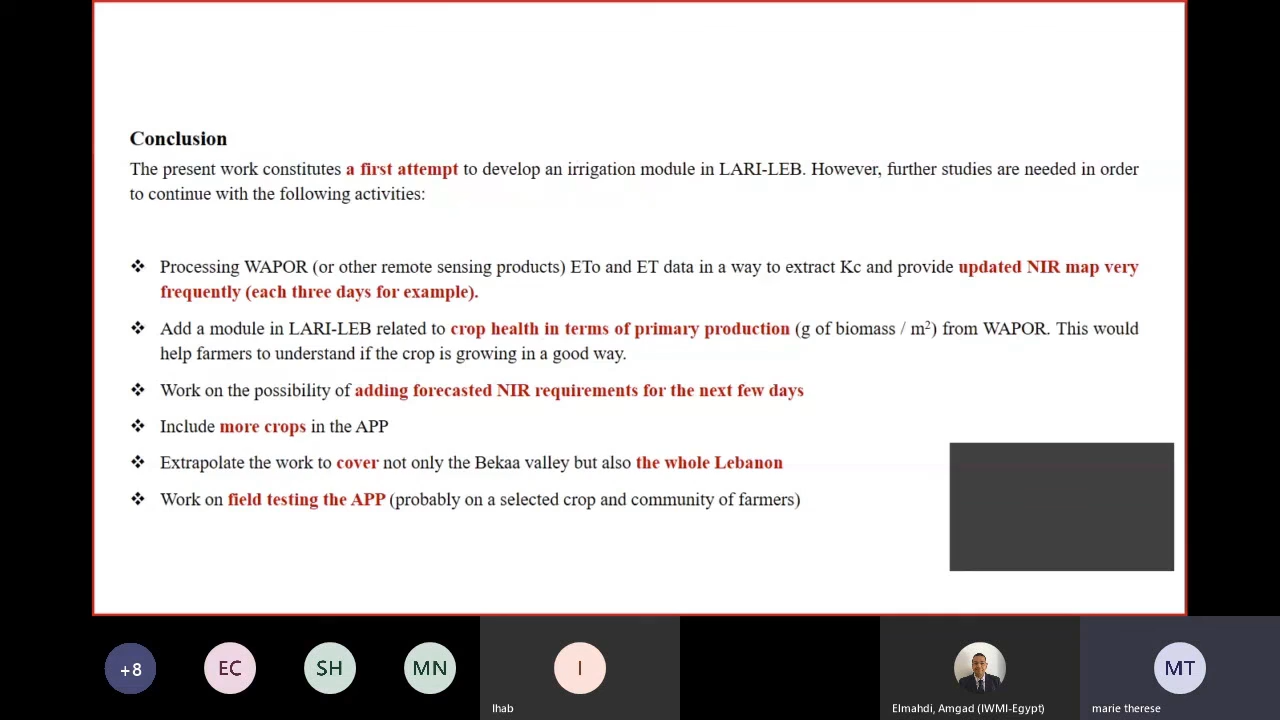 Conclusion
The present work constitutes a first attempt to develop an irrigation module in LARI-LEB. However, further studies are needed in order
to continue with the following activities:
❖ Processing WAPOR (or other remote sensing products) ETo and ET data in a way to extract Kc and provide updated NIR map very
frequently (each three days for example).
❖ Add a module in LARI-LEB related to crop health in terms of primary production (g of biomass / m²) from WAPOR. This would
help farmers to understand if the crop is growing in a good way.
❖ Work on the possibility of adding forecasted NIR requirements for the next few days
❖ Include more crops in the APP
❖ Extrapolate the work to cover not only the Bekaa valley but also the whole Lebanon
❖ Work on field testing the APP (probably on a selected crop and community of farmers)
+8
EC
SH
MN
I
MT
Ihab
Elmahdi, Amgad (IWMI-Egypt)
marie therese